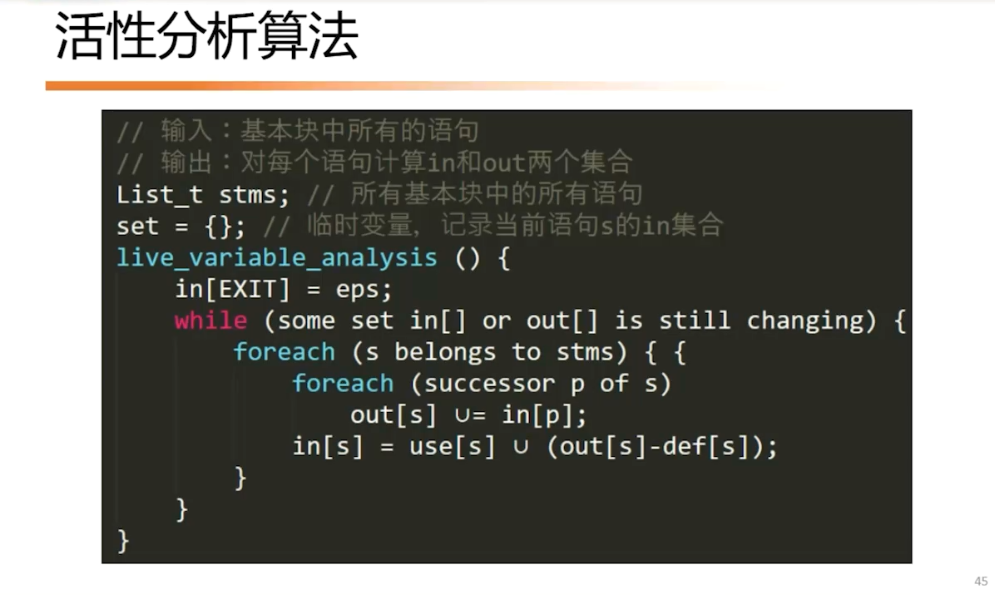 活性分析算法
// 输入：基本块中所有的语句
// 输出：对每个语句计算in和out两个集合
List_t stms; // 所有基本块中的所有语句
set = {}; // 临时变量，记录当前语句s的in集合
live_variable_analysis () {
in[EXIT] = eps;
while (some set in[] or out[] is still changing) {
foreach (s belongs to stms) { {
foreach (successor p of s)
out[s] ∪= in[p];
in[s] = use[s] ∪ (out[s]-def[s]);
}
}
}
45